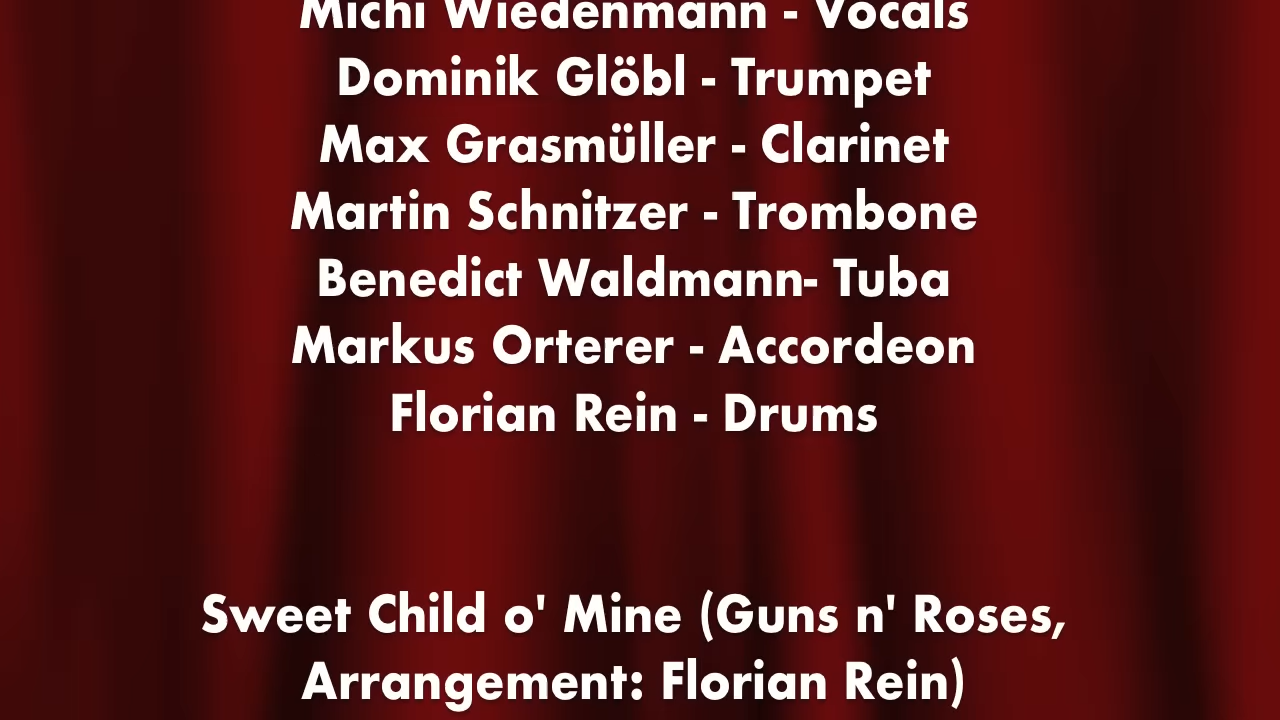 Michi Wiedenmann - Vocals
Dominik Glöbl - Trumpet
Max Grasmüller - Clarinet
Martin Schnitzer - Trombone
Benedict Waldmann- Tuba
Markus Orterer - Accordeon
Florian Rein - Drums
Sweet Child o' Mine (Guns n' Roses,
Arrangement: Florian Rein)